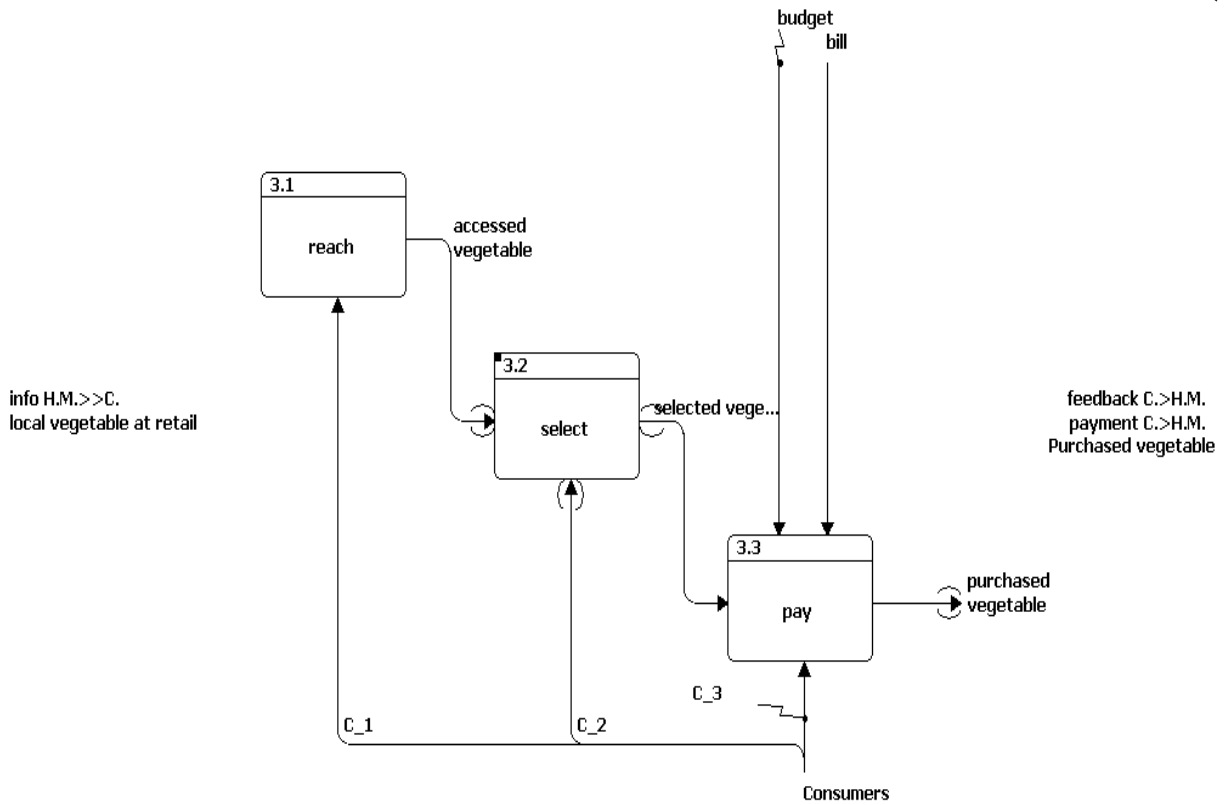 budget
bill
3.1
reach
accessed
vegetable
3.2
select
selected vege...
info H.M.>>C.
local vegetable at retail
feedback C.>H.M.
payment C.>H.M.
Purchased vegetable
3.3
pay
purchased
vegetable
C_3
C_1
C_2
Consumers